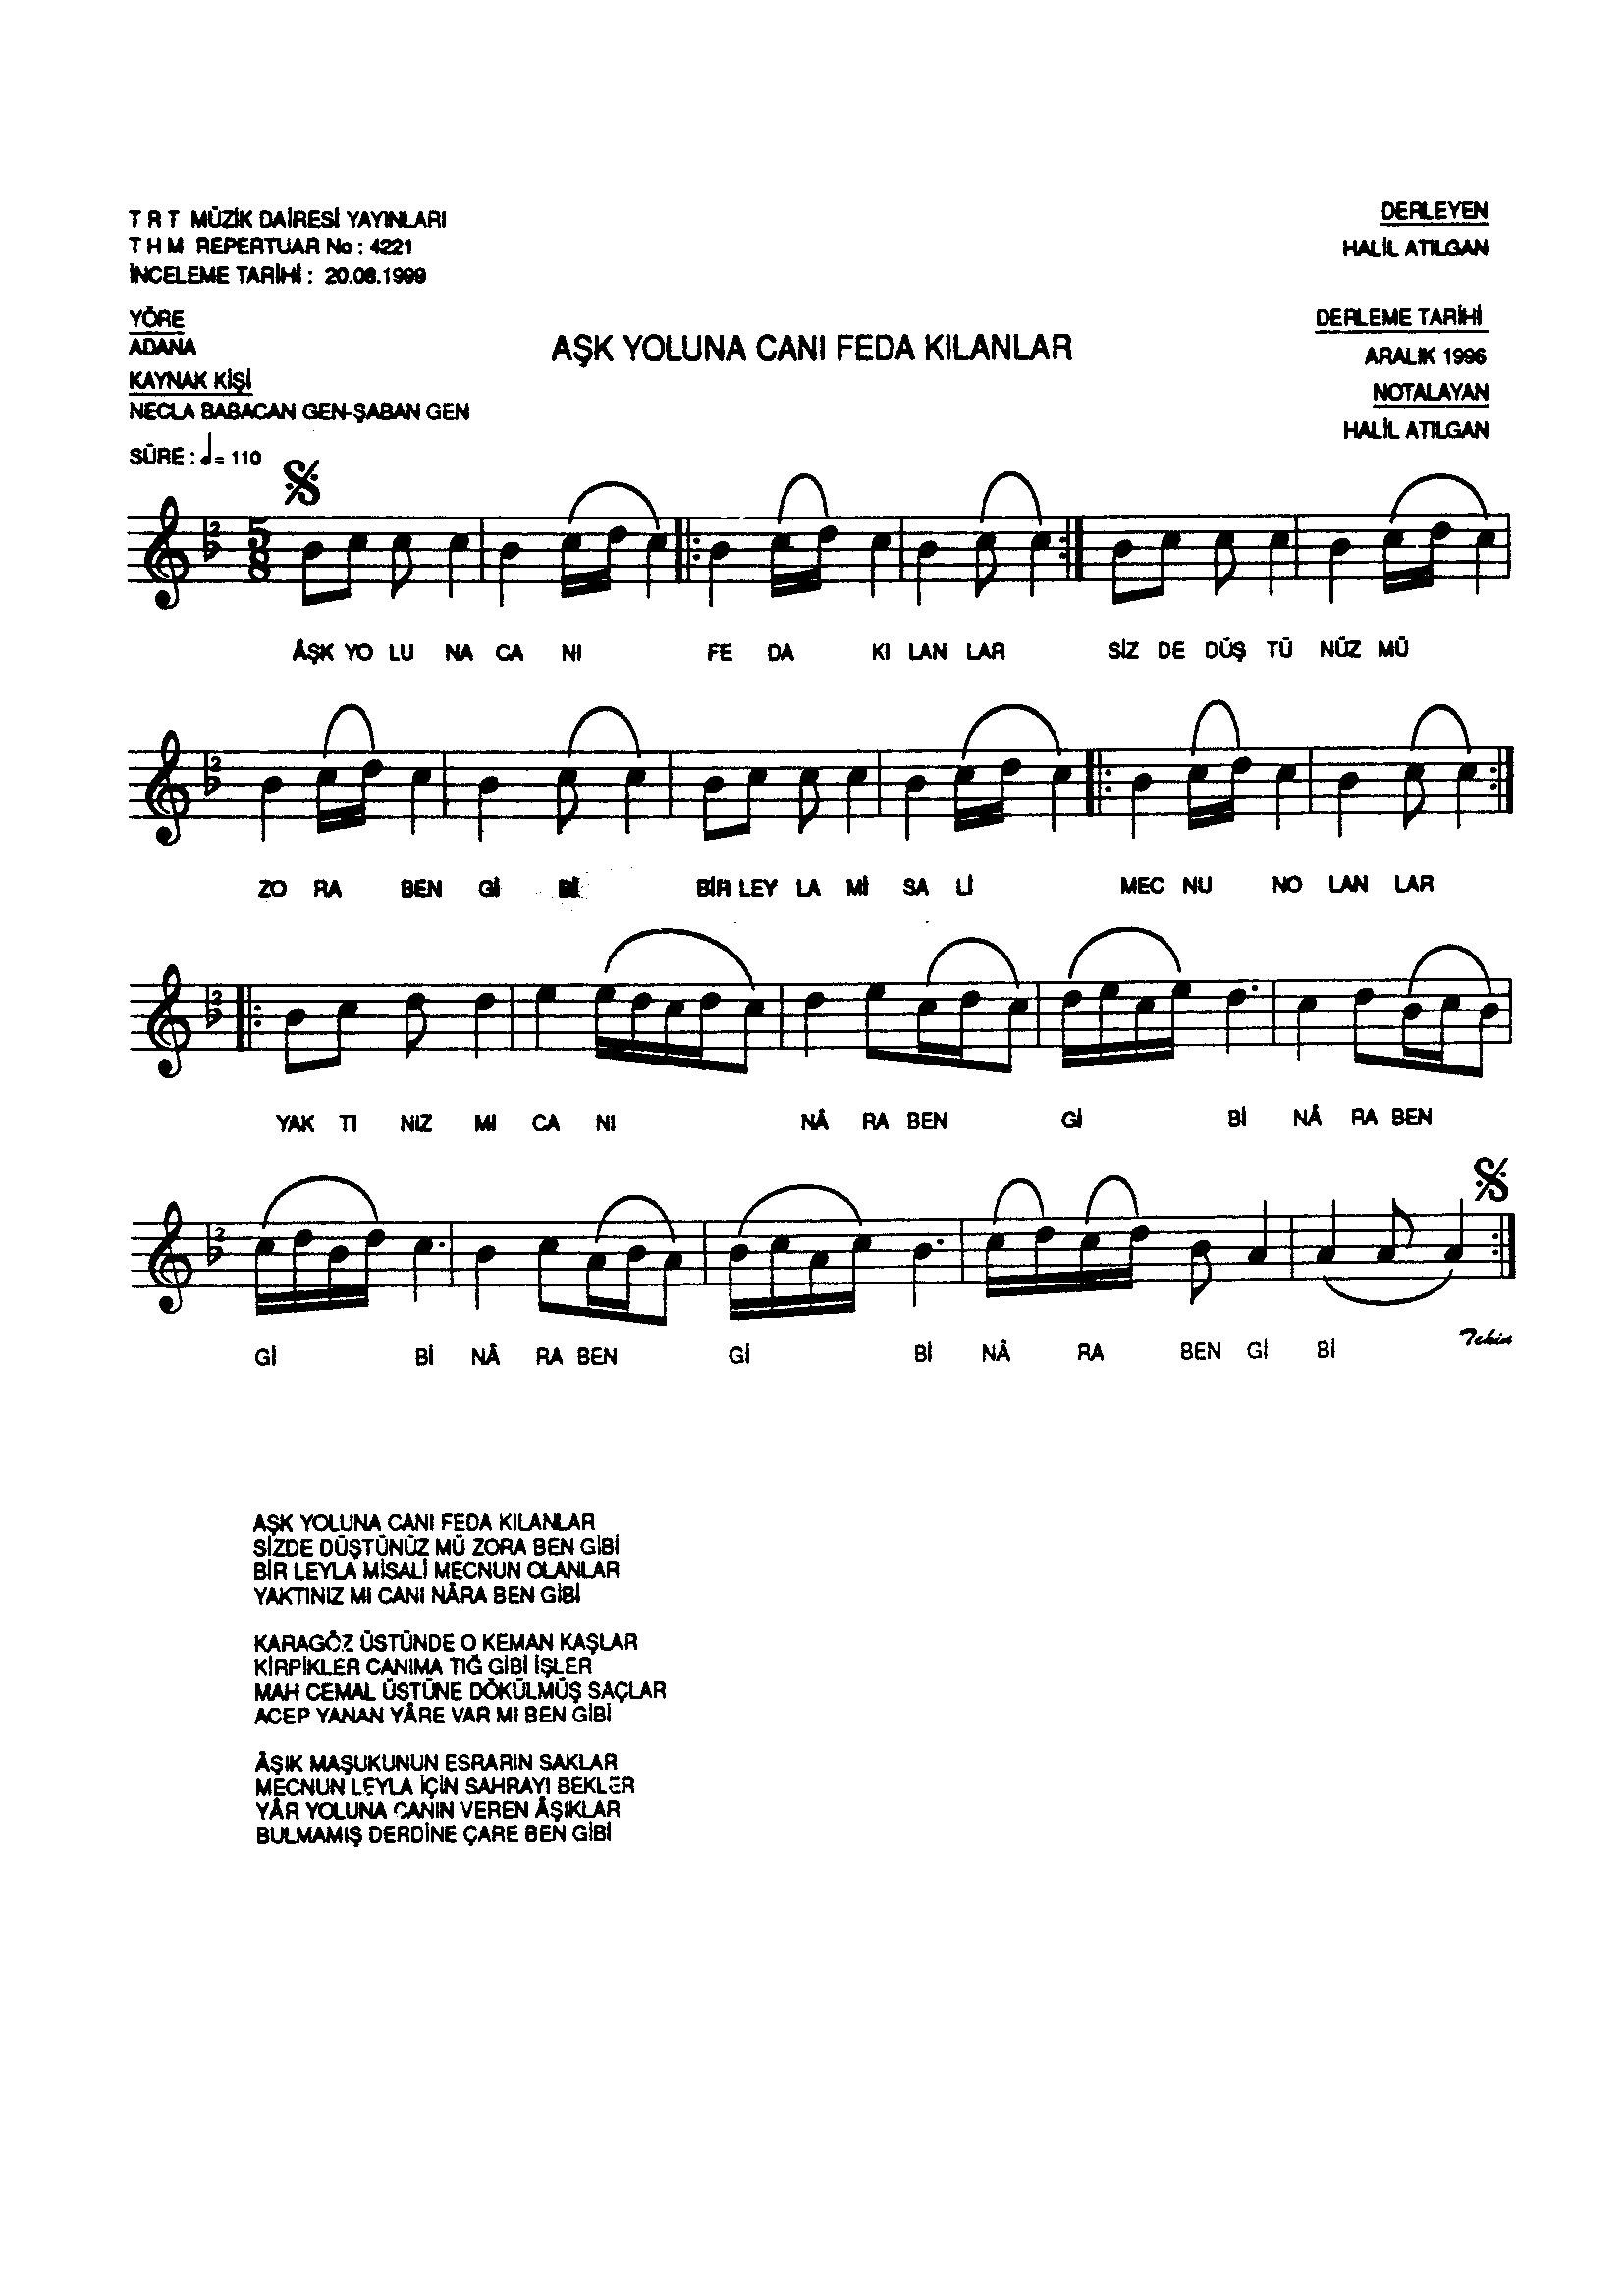 T R T MÜZİK DAİRESİ YAYINLARI
T H M REPERTUAR No : 4221
İNCELEME TARİHİ : 20.08.1999
DERLEYEN
HALİL ATILGAN
YÖRE
ADANA
KAYNAK KİŞİ
NECLA BABACAN GEN-ŞABAN GEN
SÜRE : ♩= 110
AŞK YOLUNA CANI FEDA KILANLAR
DERLEME TARİHİ
ARALIK 1996
NOTALAYAN
HALİL ATILGAN
ÂŞK YO LU NA CA NI FE DA KI LAN LAR SİZ DE DÜŞ TÜ NÜZ MÜ
ZO RA BEN Gİ Bİ BİR LEY LA Mİ SA Lİ MEC NU NO LAN LAR
YAK TI NIZ MI CA NI NÂ RA BEN Gİ Bİ NÂ RA BEN
Gİ Bİ NÂ RA BEN Gİ Bİ NÂ RA BEN Gİ Bİ
Tekin
AŞK YOLUNA CANI FEDA KILANLAR
SİZDE DÜŞTÜNÜZ MÜ ZORA BEN GİBİ
BİR LEYLA MİSALİ MECNUN OLANLAR
YAKTINIZ MI CANI NÂRA BEN GİBİ
KARAGÖZ ÜSTÜNDE O KEMAN KAŞLAR
KİRPİKLER CANIMA TIĞ GİBİ İŞLER
MAH CEMAL ÜSTÜNE DÖKÜLMÜŞ SAÇLAR
ACEP YANAN YÂRE VAR MI BEN GİBİ
ÂŞIK MAŞUKUNUN ESRARIN SAKLAR
MECNUN LEYLA İÇİN SAHRAYI BEKLER
YÂR YOLUNA CANIN VEREN ÂŞIKLAR
BULMAMIŞ DERDİNE ÇARE BEN GİBİ